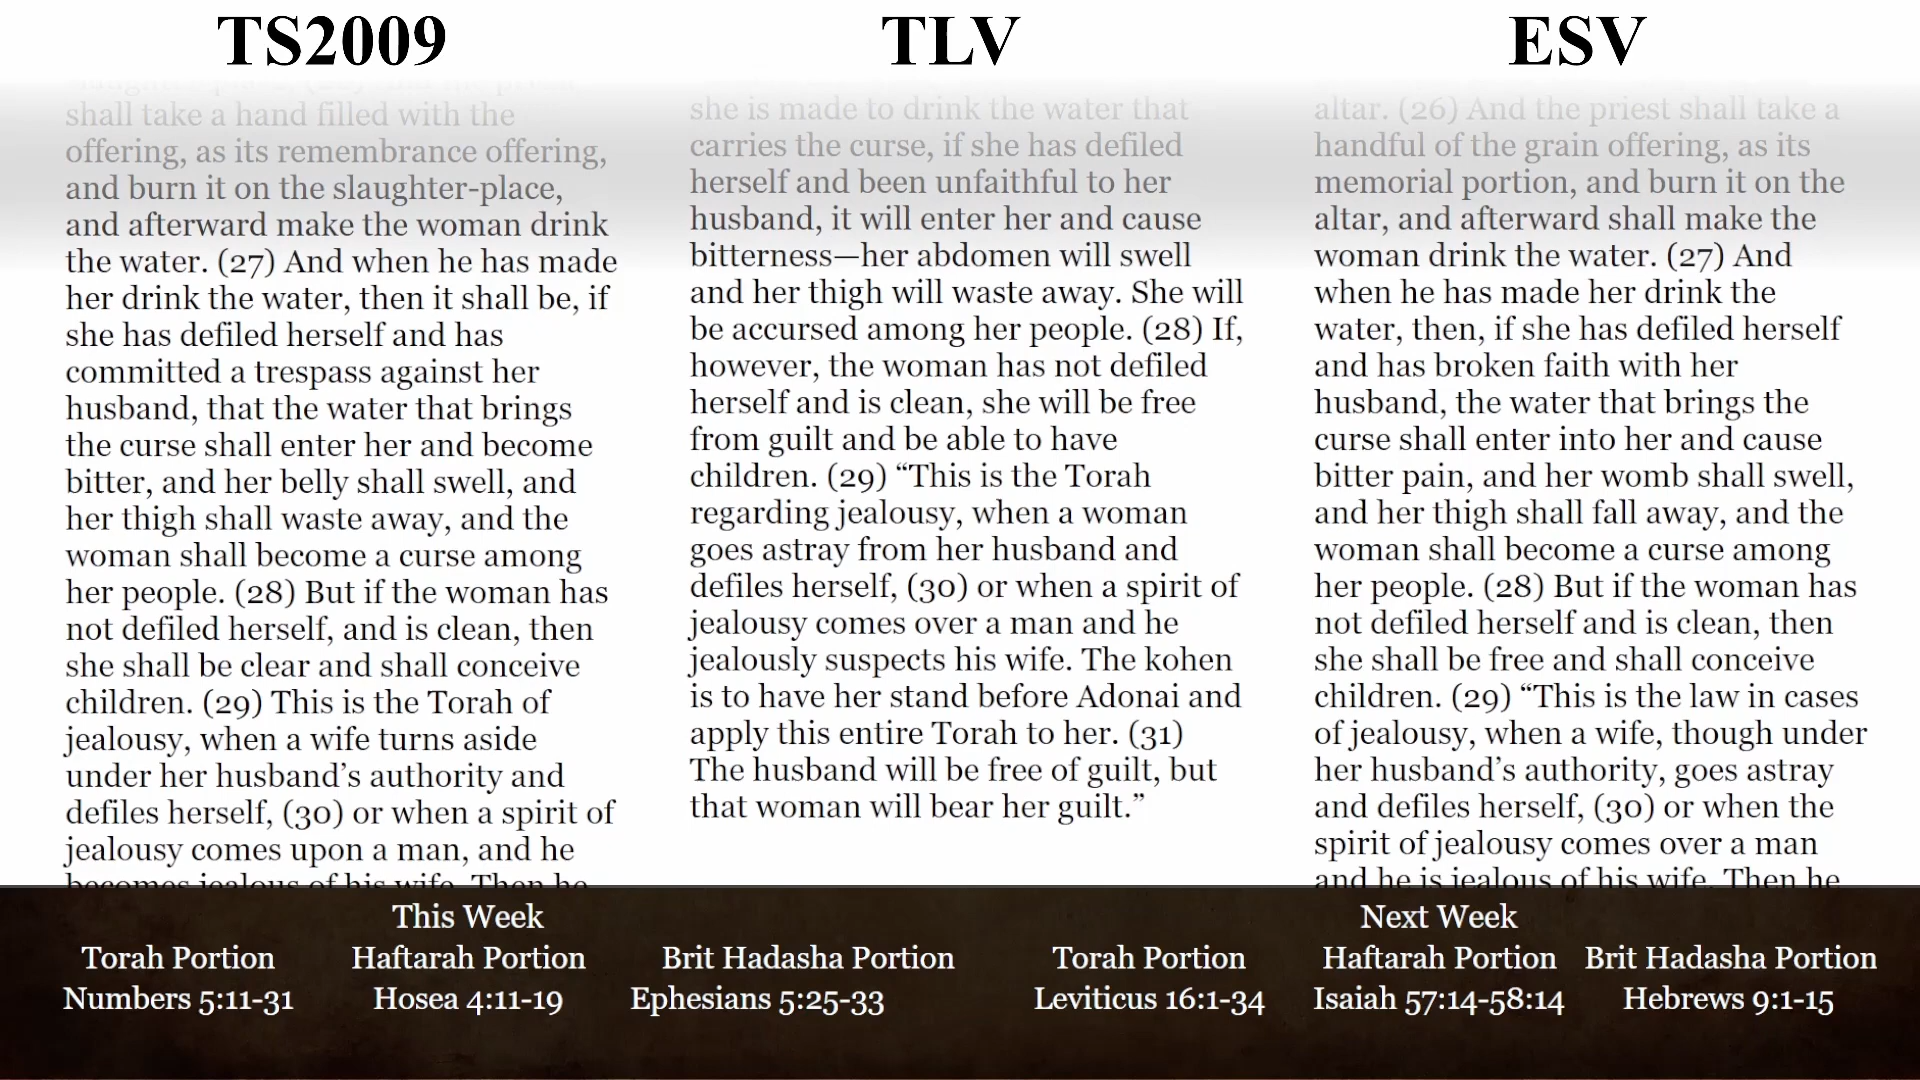 TS2009
shall take a hand filled with the
offering, as its remembrance offering,
and burn it on the slaughter-place,
and afterward make the woman drink
the water. (27) And when he has made
her drink the water, then it shall be, if
she has defiled herself and has
committed a trespass against her
husband, that the water that brings
the curse shall enter her and become
bitter, and her belly shall swell, and
her thigh shall waste away, and the
woman shall become a curse among
her people. (28) But if the woman has
not defiled herself, and is clean, then
she shall be clear and shall conceive
children. (29) This is the Torah of
jealousy, when a wife turns aside
under her husband’s authority and
defiles herself, (30) or when a spirit of
jealousy comes upon a man, and he
becomes jealous of his wife. Then he
TLV
she is made to drink the water that
carries the curse, if she has defiled
herself and been unfaithful to her
husband, it will enter her and cause
bitterness—her abdomen will swell
and her thigh will waste away. She will
be accursed among her people. (28) If,
however, the woman has not defiled
herself and is clean, she will be free
from guilt and be able to have
children. (29) “This is the Torah
regarding jealousy, when a woman
goes astray from her husband and
defiles herself, (30) or when a spirit of
jealousy comes over a man and he
jealously suspects his wife. The kohen
is to have her stand before Adonai and
apply this entire Torah to her. (31)
The husband will be free of guilt, but
that woman will bear her guilt.”
ESV
altar. (26) And the priest shall take a
handful of the grain offering, as its
memorial portion, and burn it on the
altar, and afterward shall make the
woman drink the water. (27) And
when he has made her drink the
water, then, if she has defiled herself
and has broken faith with her
husband, the water that brings the
curse shall enter into her and cause
bitter pain, and her womb shall swell,
and her thigh shall fall away, and the
woman shall become a curse among
her people. (28) But if the woman has
not defiled herself and is clean, then
she shall be free and shall conceive
children. (29) “This is the law in cases
of jealousy, when a wife, though under
her husband’s authority, goes astray
and defiles herself, (30) or when the
spirit of jealousy comes over a man
and he is jealous of his wife. Then he
This Week
Torah Portion
Numbers 5:11-31
Haftarah Portion
Hosea 4:11-19
Brit Hadasha Portion
Ephesians 5:25-33
Next Week
Torah Portion
Leviticus 16:1-34
Haftarah Portion
Isaiah 57:14-58:14
Brit Hadasha Portion
Hebrews 9:1-15